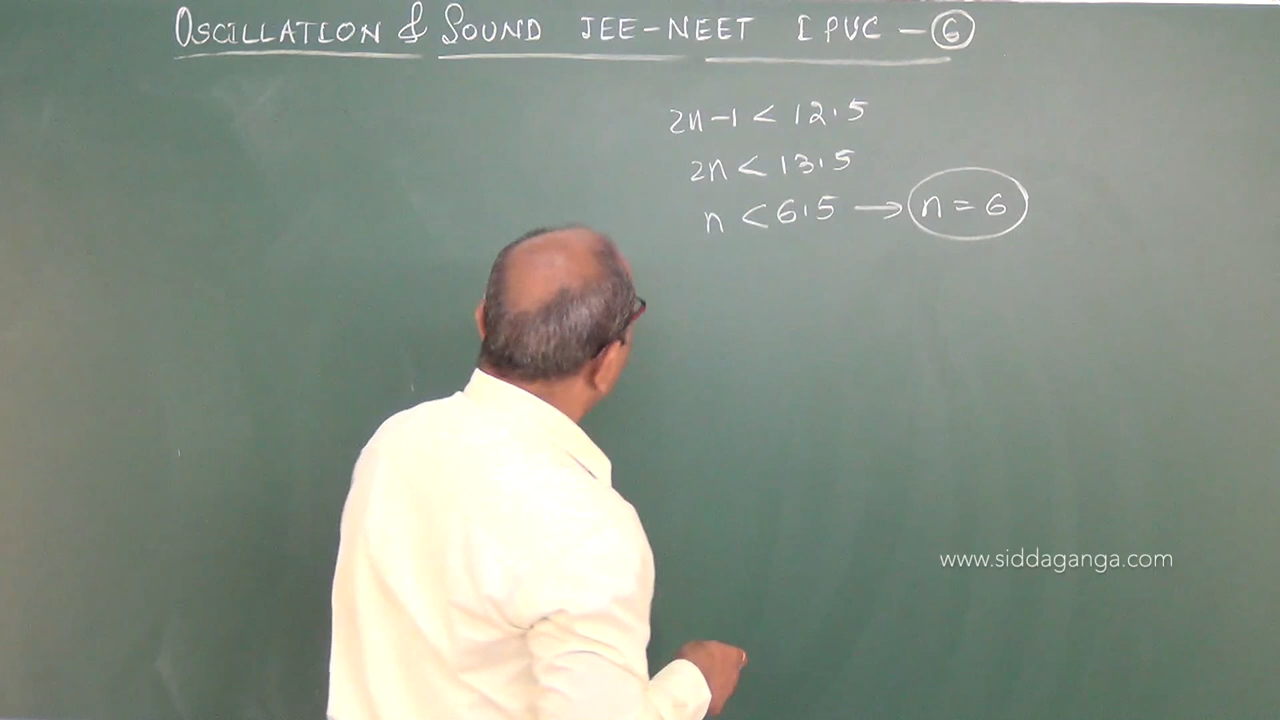 OSCILLATION & SOUND JEE-NEET I PUC - 6
2n-1 < 12.5
2n < 13.5
n < 6.5 → n = 6
www.siddaganga.com